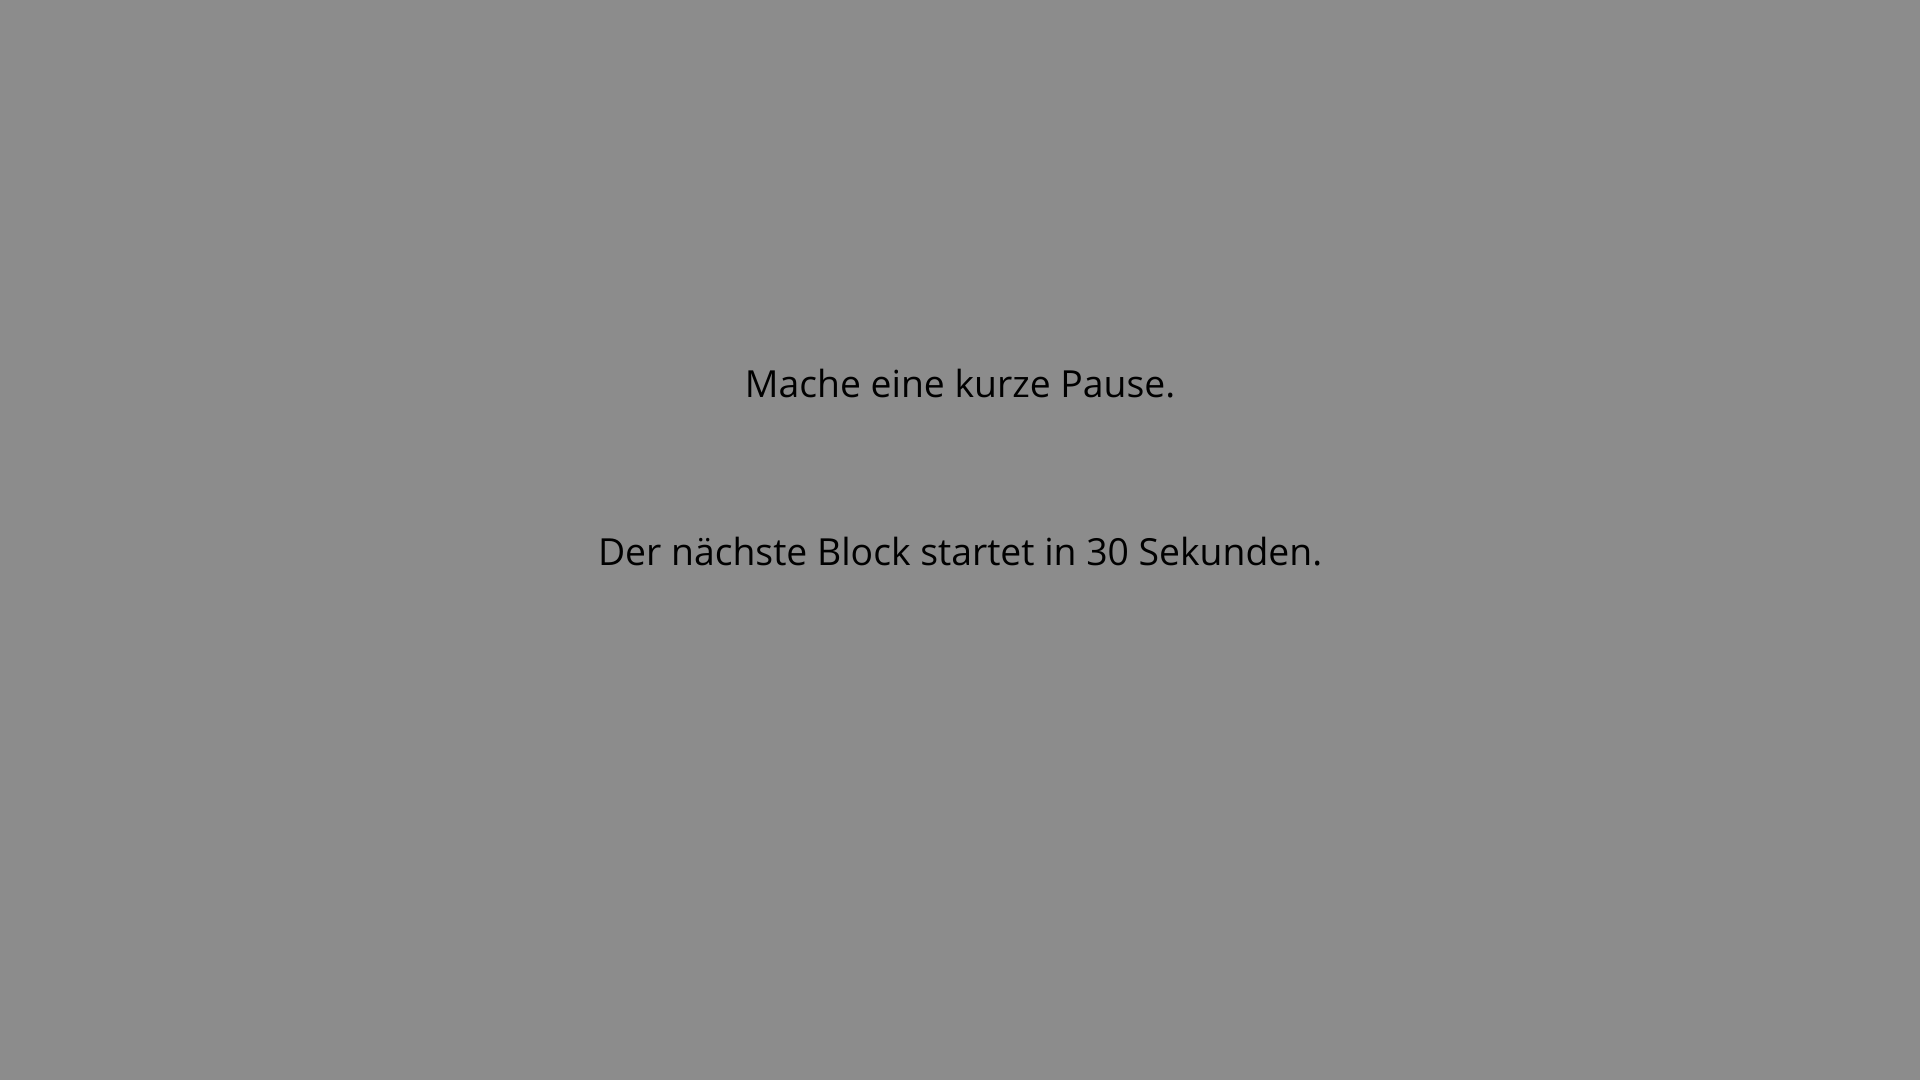 Mache eine kurze Pause.
Der nächste Block startet in 30 Sekunden.